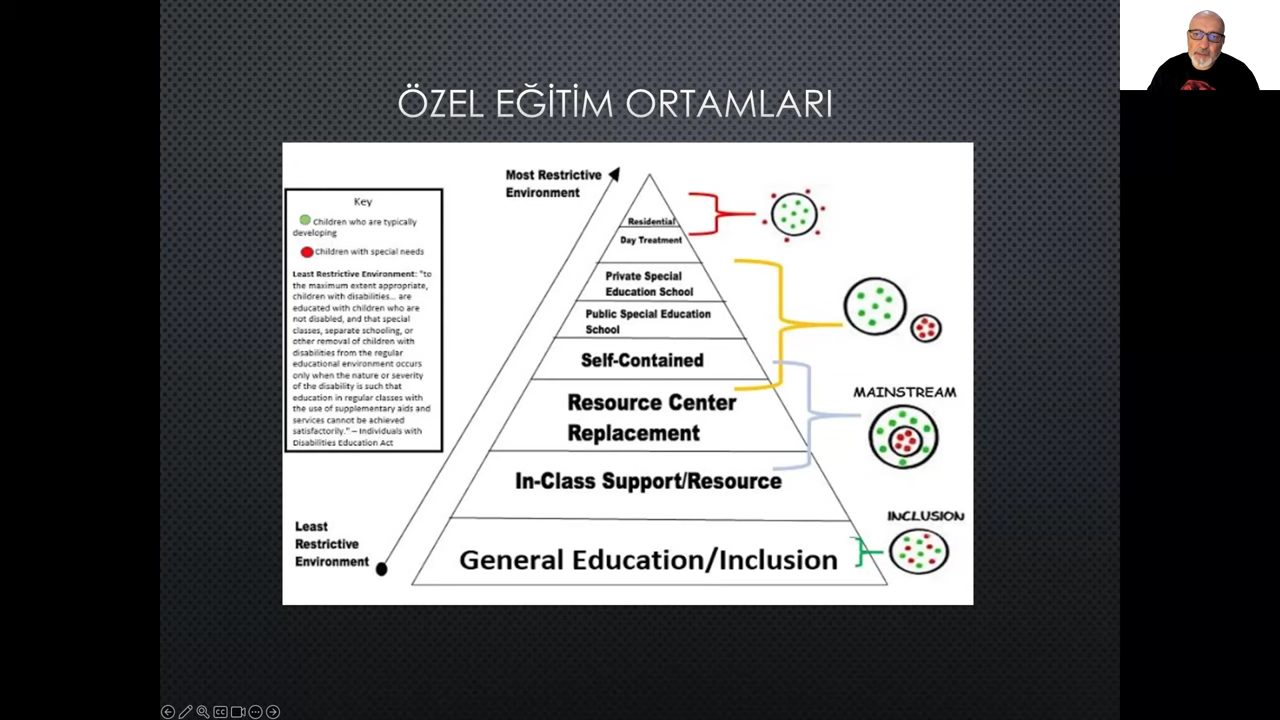 ÖZEL EĞİTİM ORTAMLARI
Most Restrictive
Environment
Key
Children who are typically
developing
Children with special needs
Least Restrictive Environment: "to
the maximum extent appropriate,
children with disabilities... are
educated with children who are
not disabled, and that special
classes, separate schooling, or
other removal of children with
disabilities from the regular
educational environment occurs
only when the nature or severity
of the disability is such that
education in regular classes with
the use of supplementary aids and
services cannot be achieved
satisfactorily." – Individuals with
Disabilities Education Act
Residential
Day Treatment
Private Special
Education School
Public Special Education
School
Self-Contained
Resource Center
Replacement
In-Class Support/Resource
General Education/Inclusion
MAINSTREAM
INCLUSION
Least
Restrictive
Environment